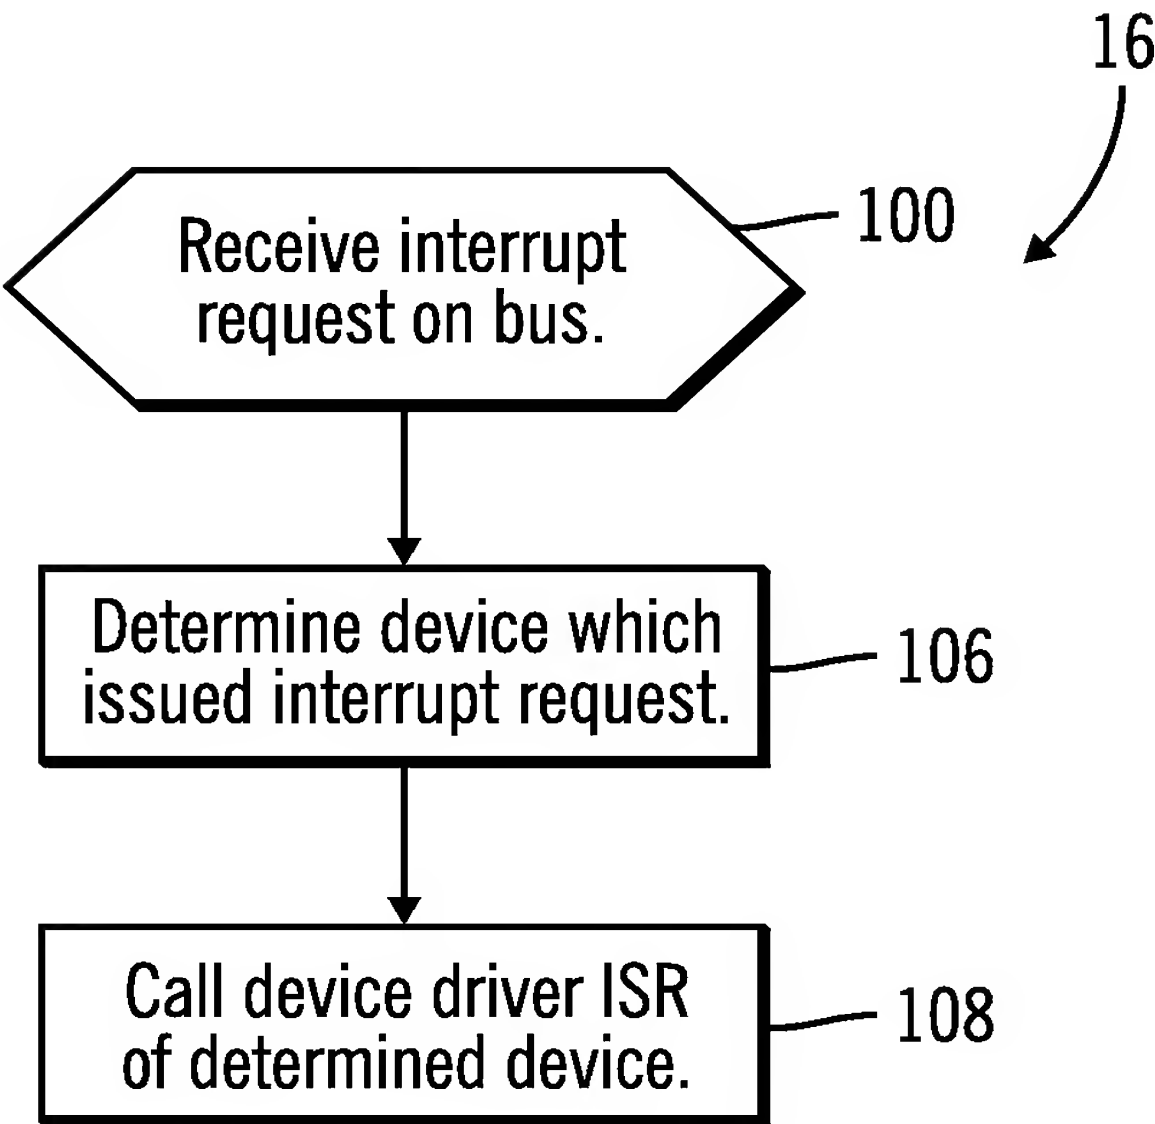 16
Receive interrupt
request on bus.
100
Determine device which
issued interrupt request.
106
Call device driver ISR
of determined device.
108